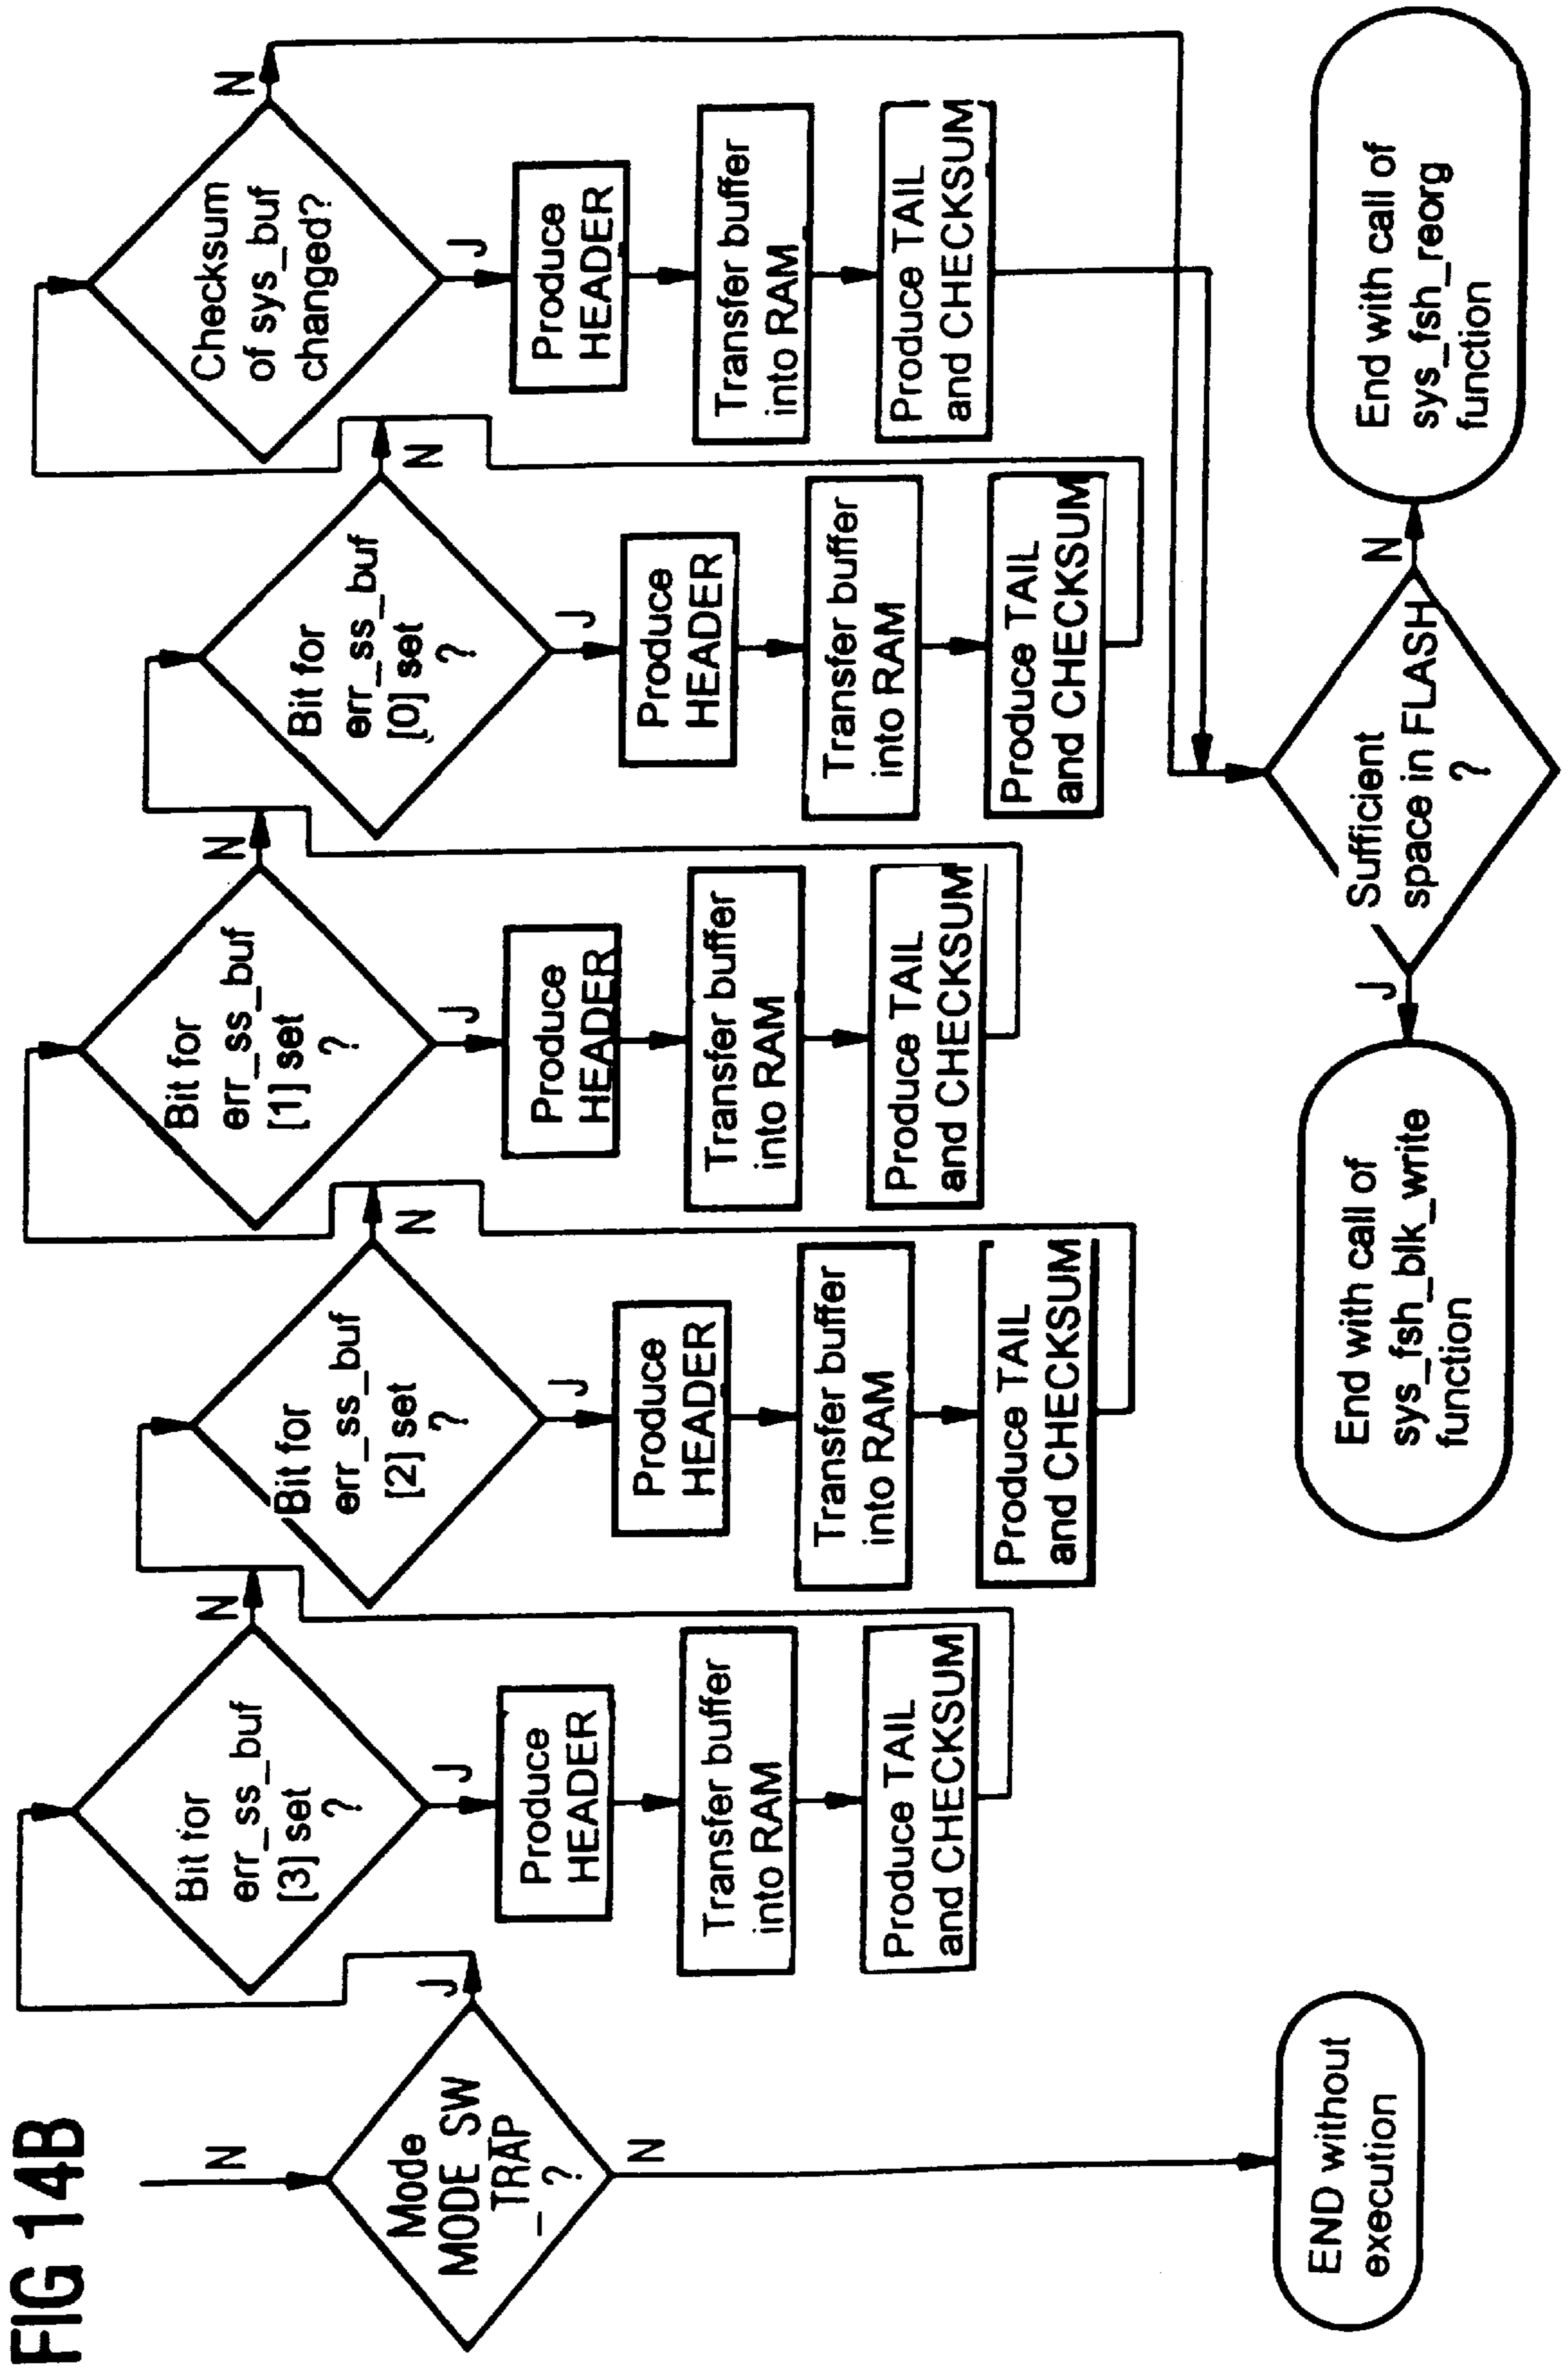 FIG 14B
N
Mode
MODE SW
_TRAP
?
J
N
END without
execution
Bit for
err_ss_buf
[3] set
?
N
J
Produce
HEADER
Transfer buffer
into RAM
Produce TAIL
and CHECKSUM
Bit for
err_ss_buf
[2] set
?
N
J
Produce
HEADER
Transfer buffer
into RAM
Produce TAIL
and CHECKSUM
Bit for
err_ss_buf
[1] set
?
N
J
Produce
HEADER
Transfer buffer
into RAM
Produce TAIL
and CHECKSUM
Bit for
err_ss_buf
[0] set
?
N
J
Produce
HEADER
Transfer buffer
into RAM
Produce TAIL
and CHECKSUM
Checksum
of sys_buf
changed?
N
J
Produce
HEADER
Transfer buffer
into RAM
Produce TAIL
and CHECKSUM
Sufficient
space in FLASH
?
J
N
End with call of
sys_fsh_blk_write
function
End with call of
sys_fsh_reorg
function